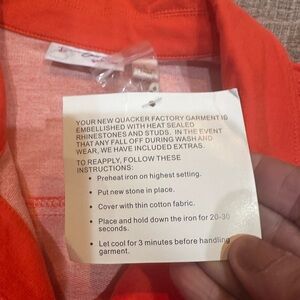 YOUR NEW QUACKER FACTORY GARMENT IS
EMBELLISHED WITH HEAT SEALED
RHINESTONES AND STUDS. IN THE EVENT
THAT ANY FALL OFF DURING WASH AND
WEAR, WE HAVE INCLUDED EXTRAS.
TO REAPPLY, FOLLOW THESE
INSTRUCTIONS:
• Preheat iron on highest setting.
• Put new stone in place.
• Cover with thin cotton fabric.
• Place and hold down the iron for 20-30
seconds.
• Let cool for 3 minutes before handling
garment.